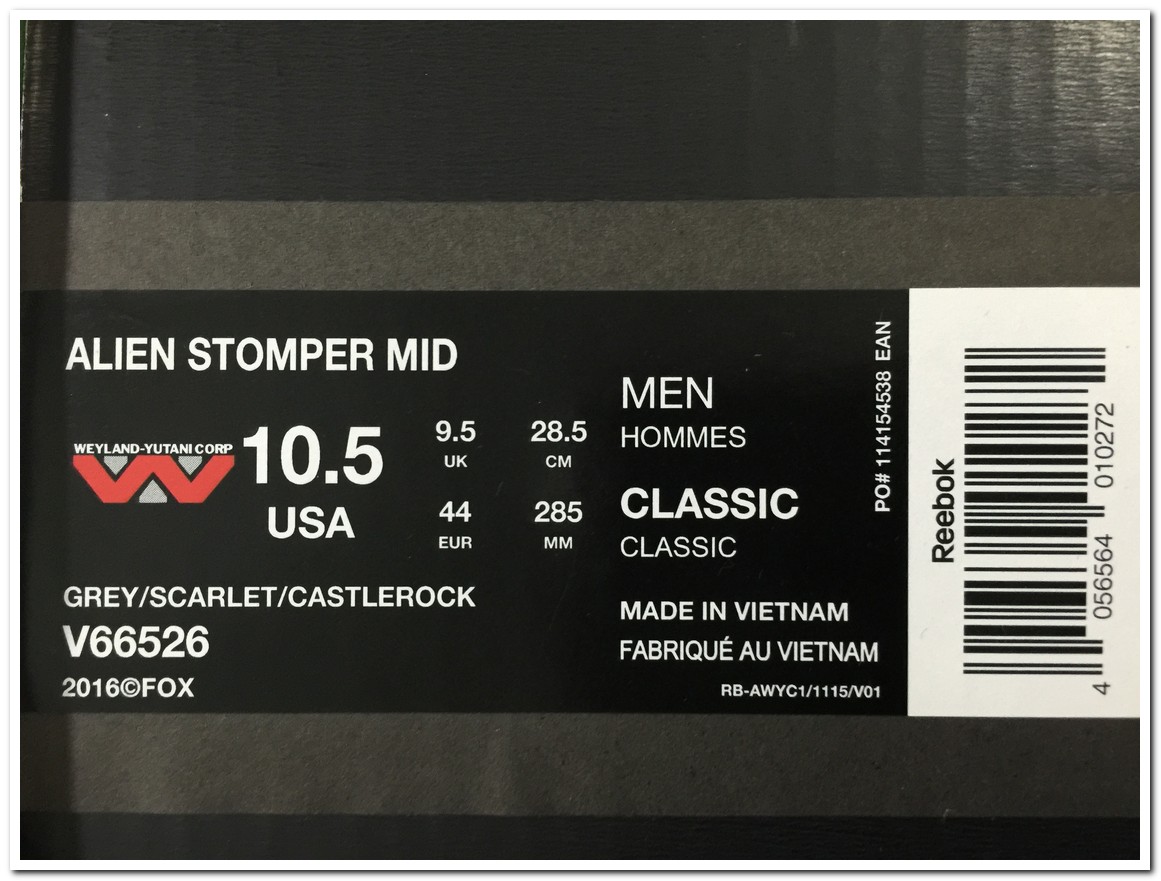 ALIEN STOMPER MID
WEYLAND-YUTANI CORP
10.5
USA
9.5
UK
28.5
CM
44
EUR
285
MM
GREY/SCARLET/CASTLEROCK
V66526
2016©FOX
MEN
HOMMES
CLASSIC
CLASSIC
MADE IN VIETNAM
FABRIQUÉ AU VIETNAM
RB-AWYC1/1115/V01
PO# 114154538 EAN
Reebok
4 056564 010272